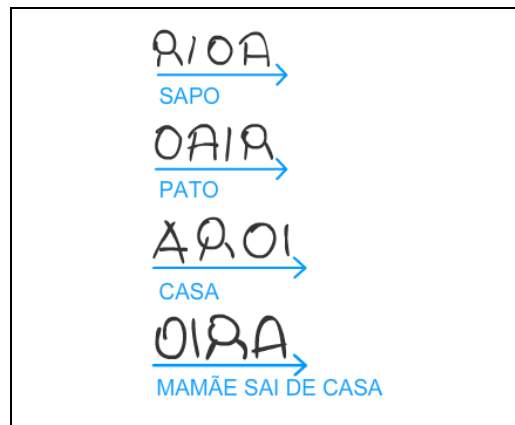 RIOA
SAPO
OAIR
PATO
AROI
CASA
OIRA
MAMÃE SAI DE CASA